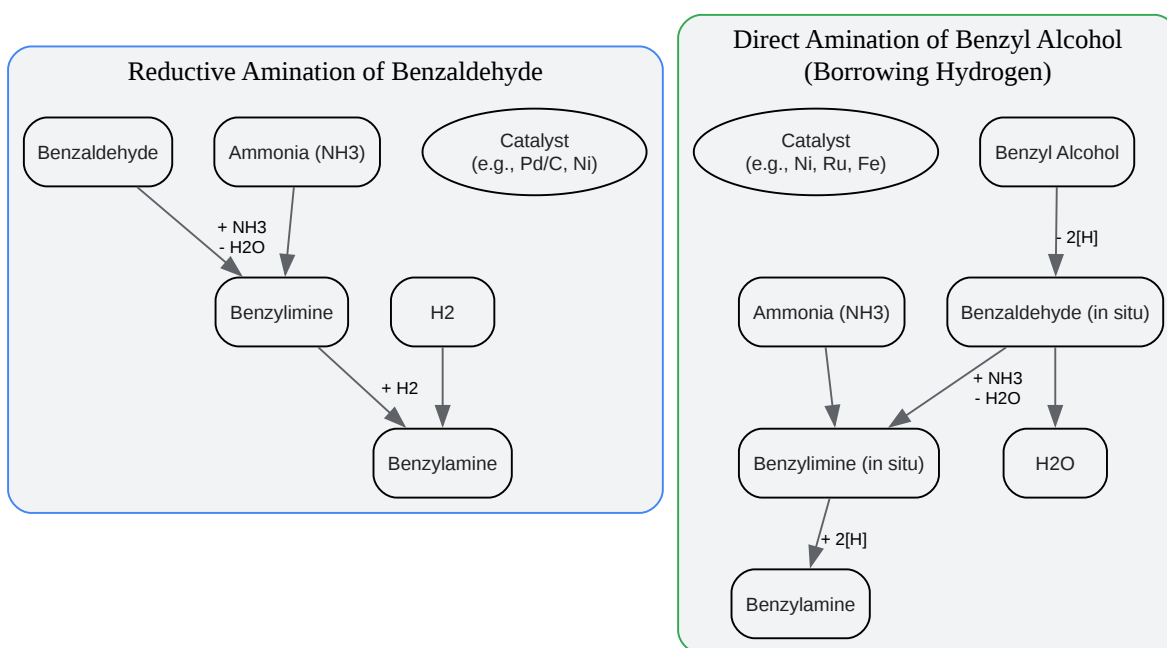 Reductive Amination of Benzaldehyde
Benzaldehyde
Ammonia (NH3)
Catalyst
(e.g., Pd/C, Ni)
+ NH3
- H2O
Benzylimine
H2
+ H2
Benzylamine
Direct Amination of Benzyl Alcohol
(Borrowing Hydrogen)
Catalyst
(e.g., Ni, Ru, Fe)
Benzyl Alcohol
- 2[H]
Ammonia (NH3)
Benzaldehyde (in situ)
+ NH3
- H2O
Benzylimine (in situ)
H2O
+ 2[H]
Benzylamine